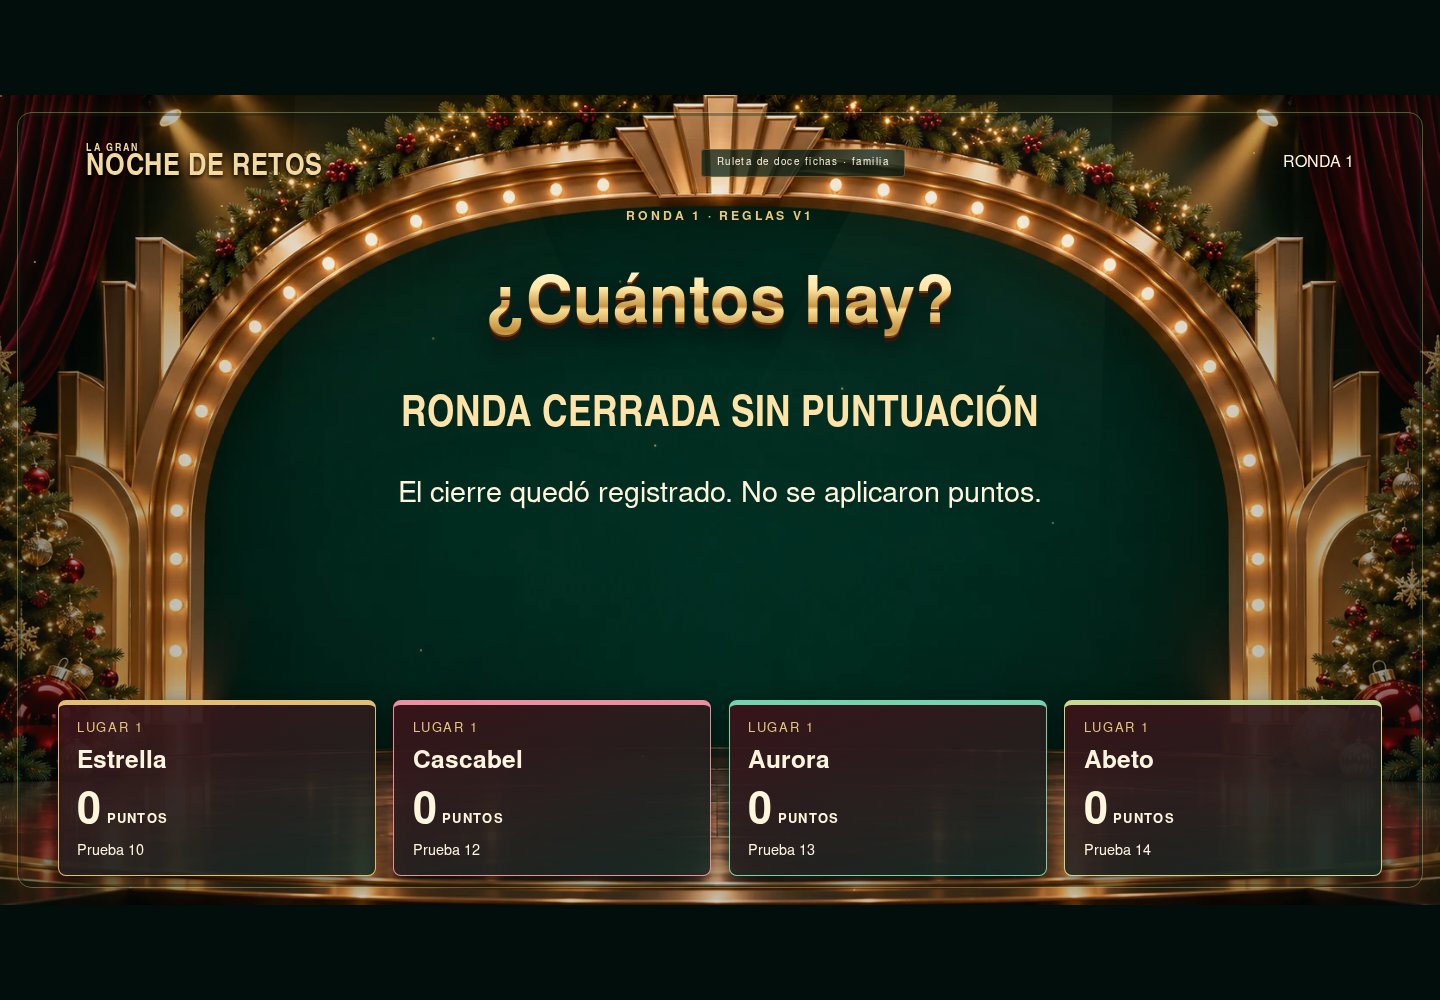 LA GRAN
NOCHE DE RETOS
Ruleta de doce fichas · familia
RONDA 1
RONDA 1 · REGLAS V1
¿Cuántos hay?
RONDA CERRADA SIN PUNTUACIÓN
El cierre quedó registrado. No se aplicaron puntos.
LUGAR 1
Estrella
0 PUNTOS
Prueba 10
LUGAR 1
Cascabel
0 PUNTOS
Prueba 12
LUGAR 1
Aurora
0 PUNTOS
Prueba 13
LUGAR 1
Abeto
0 PUNTOS
Prueba 14